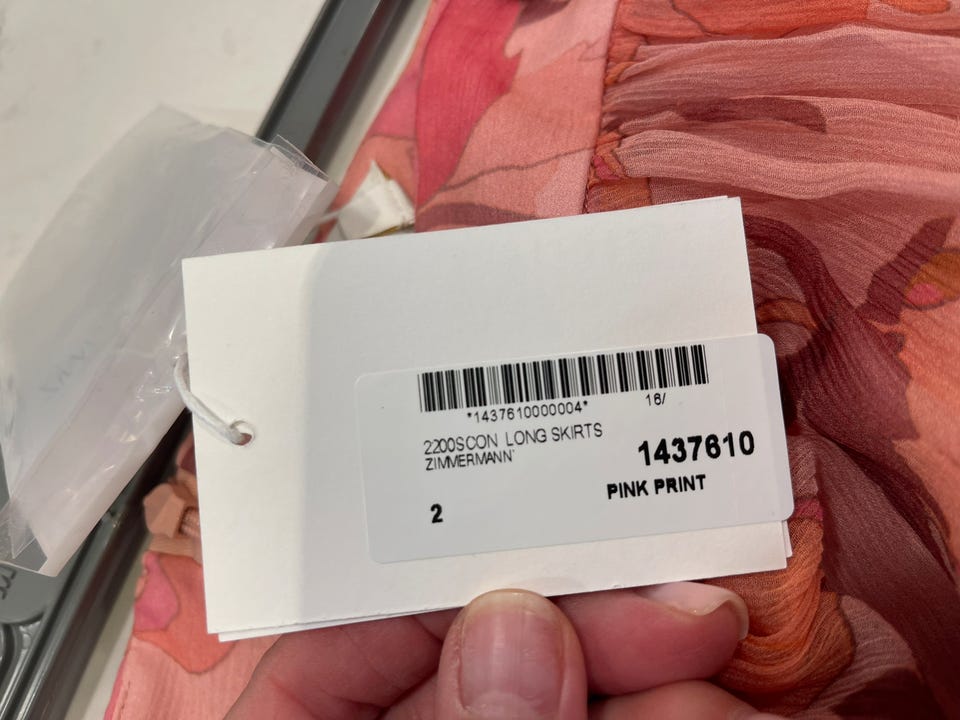 *1437610000004*
16/
2200SCON LONG SKIRTS
ZIMMERMANN
1437610
PINK PRINT
2